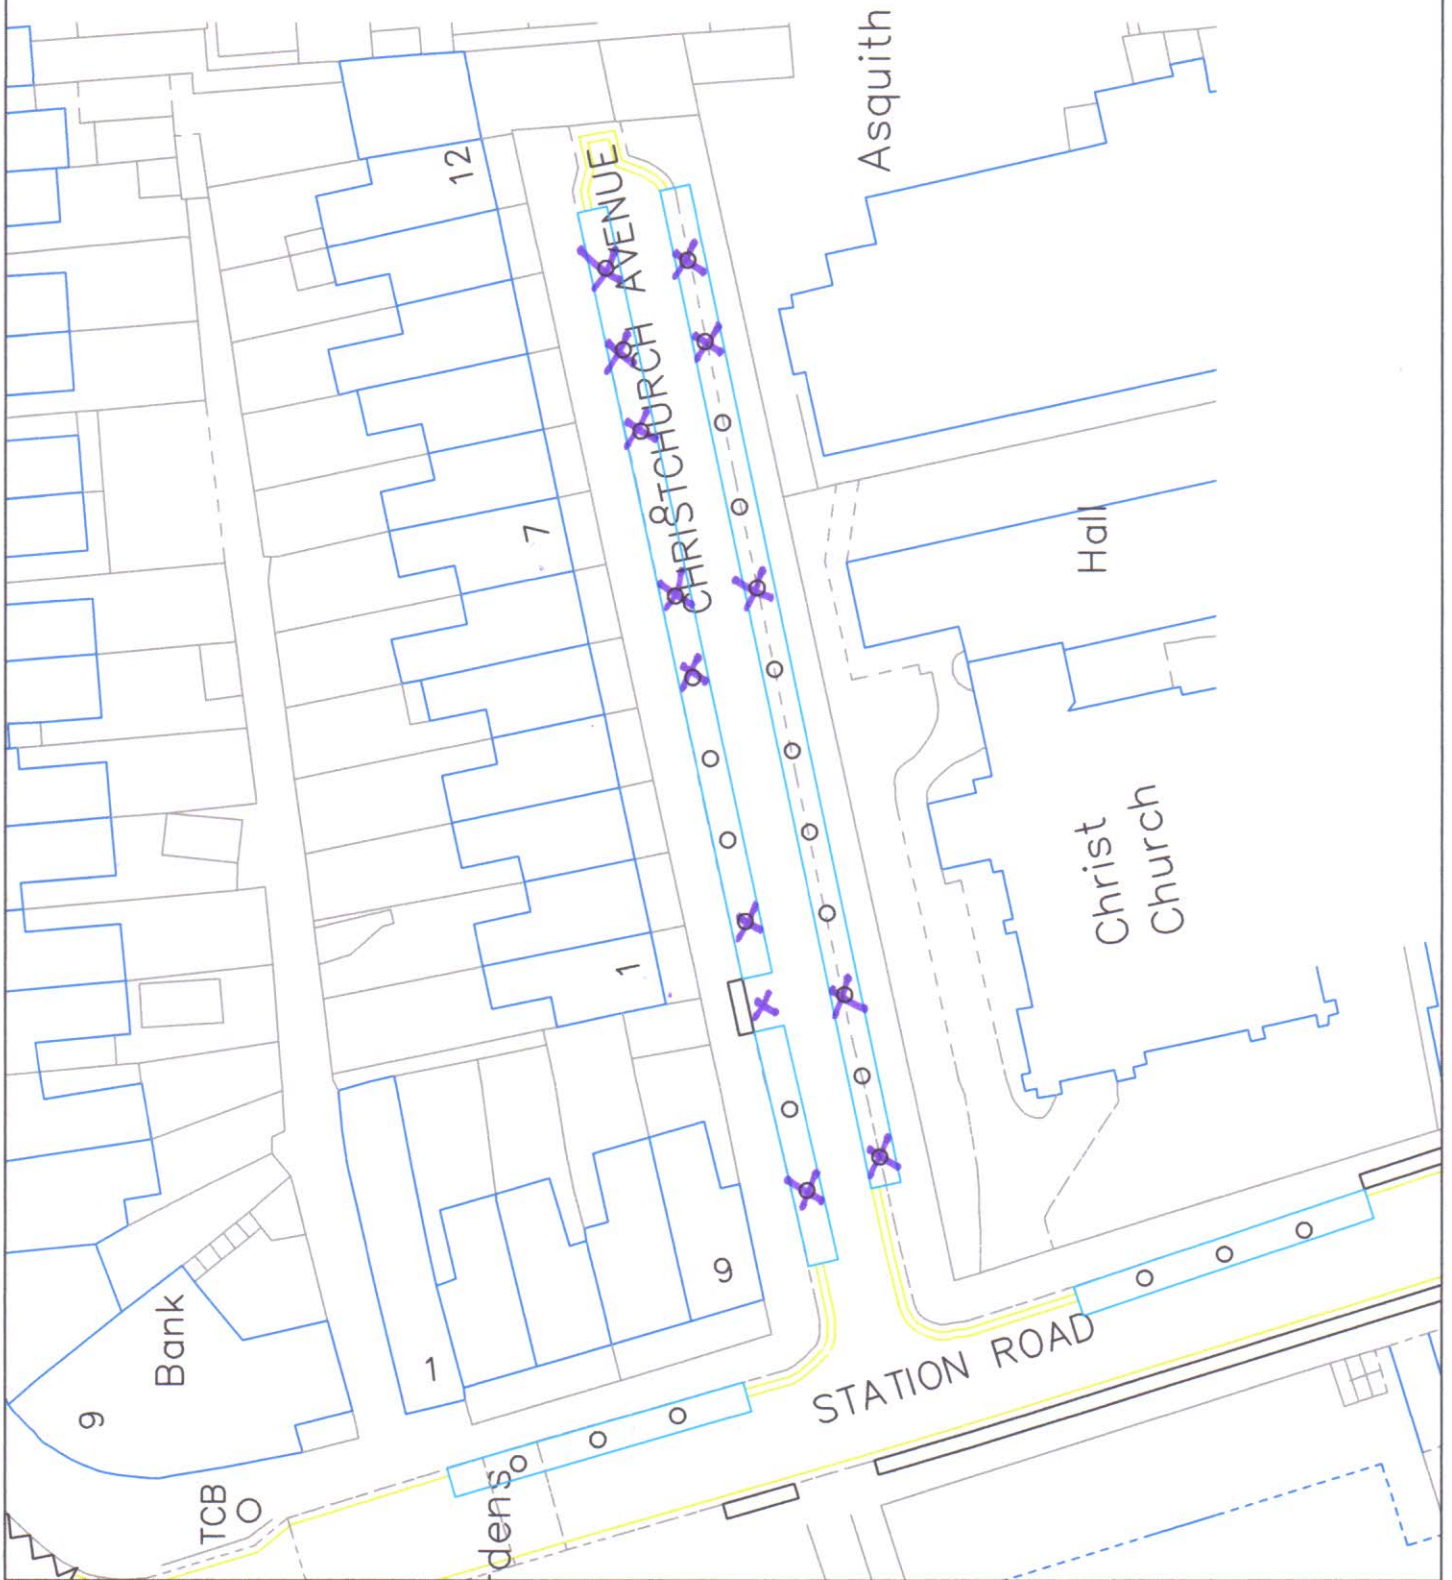 Asquith
12
CHRISTCHURCH AVENUE
7
Hall
Christ
Church
1
9
Bank
1
9
STATION ROAD
TCB
dens